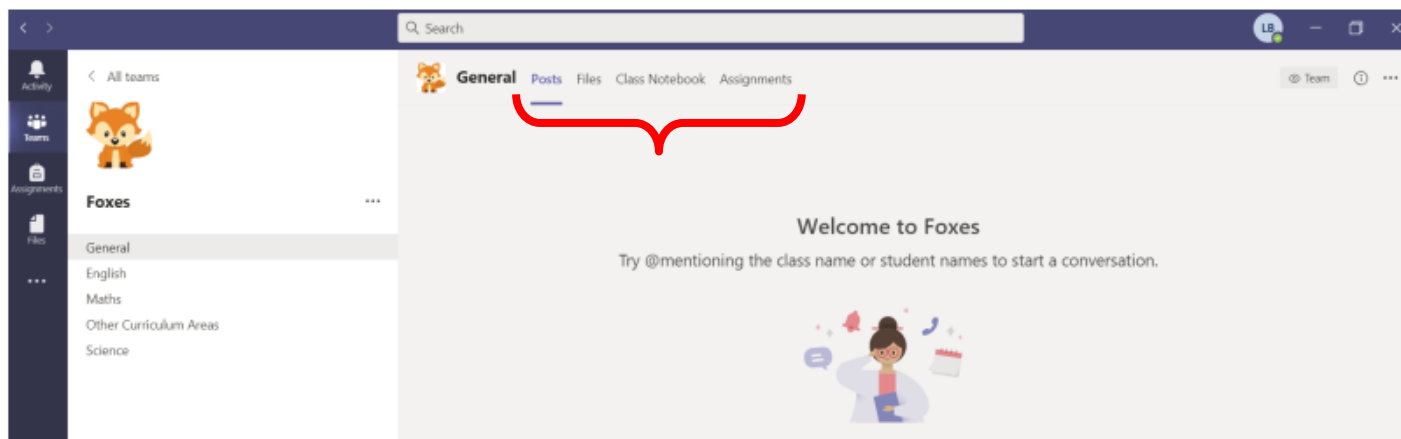 Search
LB
Activity
Teams
Assignments
Files
All teams
Foxes
General
English
Maths
Other Curriculum Areas
Science
General Posts Files Class Notebook Assignments
Team
Welcome to Foxes
Try @mentioning the class name or student names to start a conversation.